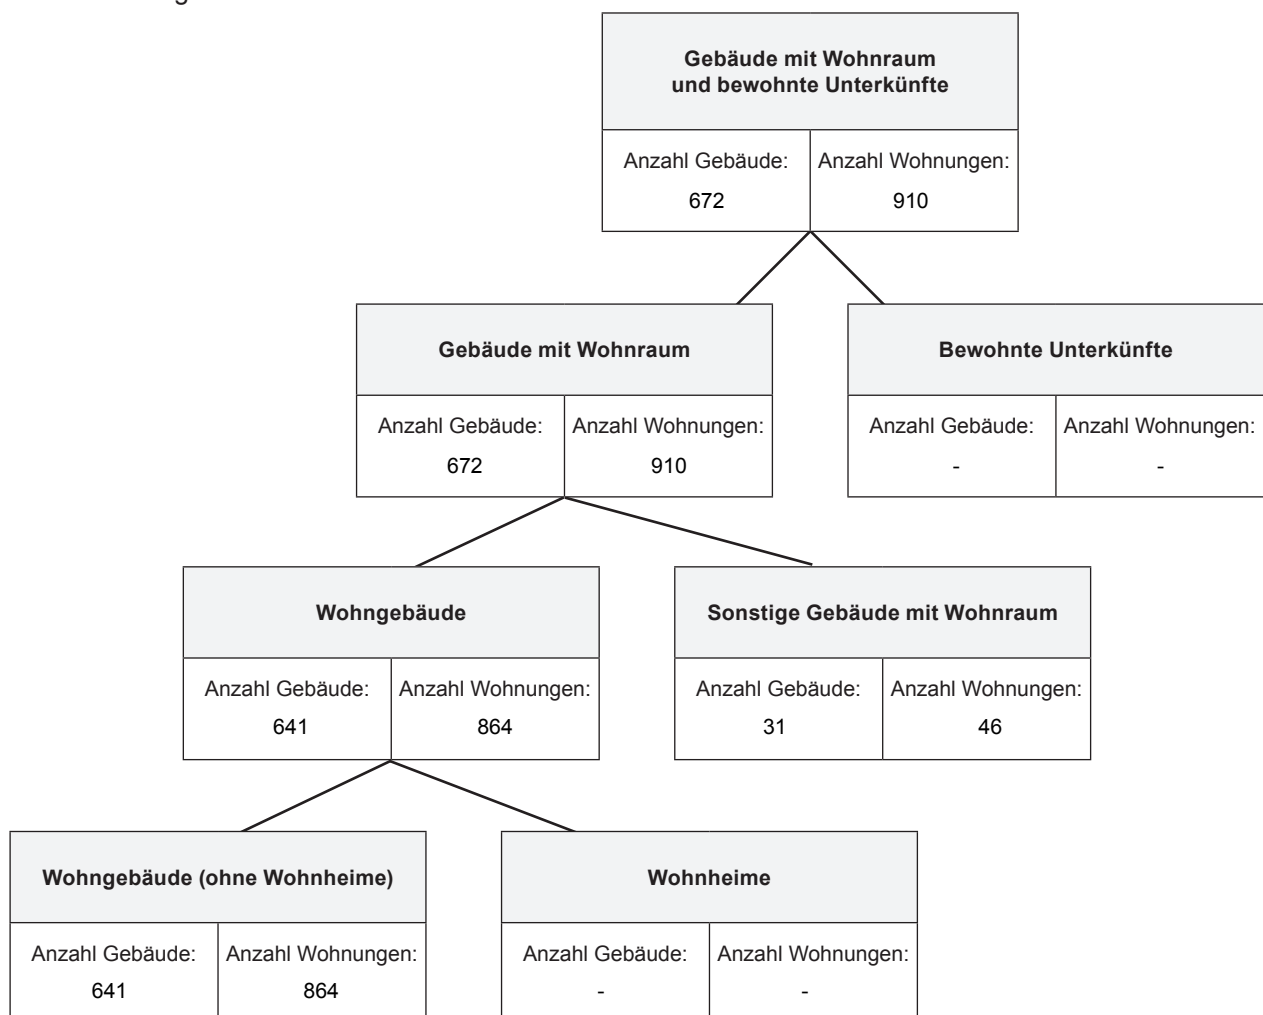 Gebäude mit Wohnraum
und bewohnte Unterkünfte
Anzahl Gebäude: Anzahl Wohnungen:
672 910
Gebäude mit Wohnraum
Bewohnte Unterkünfte
Anzahl Gebäude: Anzahl Wohnungen:
672 910
Anzahl Gebäude: Anzahl Wohnungen:
- -
Wohngebäude
Sonstige Gebäude mit Wohnraum
Anzahl Gebäude: Anzahl Wohnungen:
641 864
Anzahl Gebäude: Anzahl Wohnungen:
31 46
Wohngebäude (ohne Wohnheime)
Wohnheime
Anzahl Gebäude: Anzahl Wohnungen:
641 864
Anzahl Gebäude: Anzahl Wohnungen:
- -